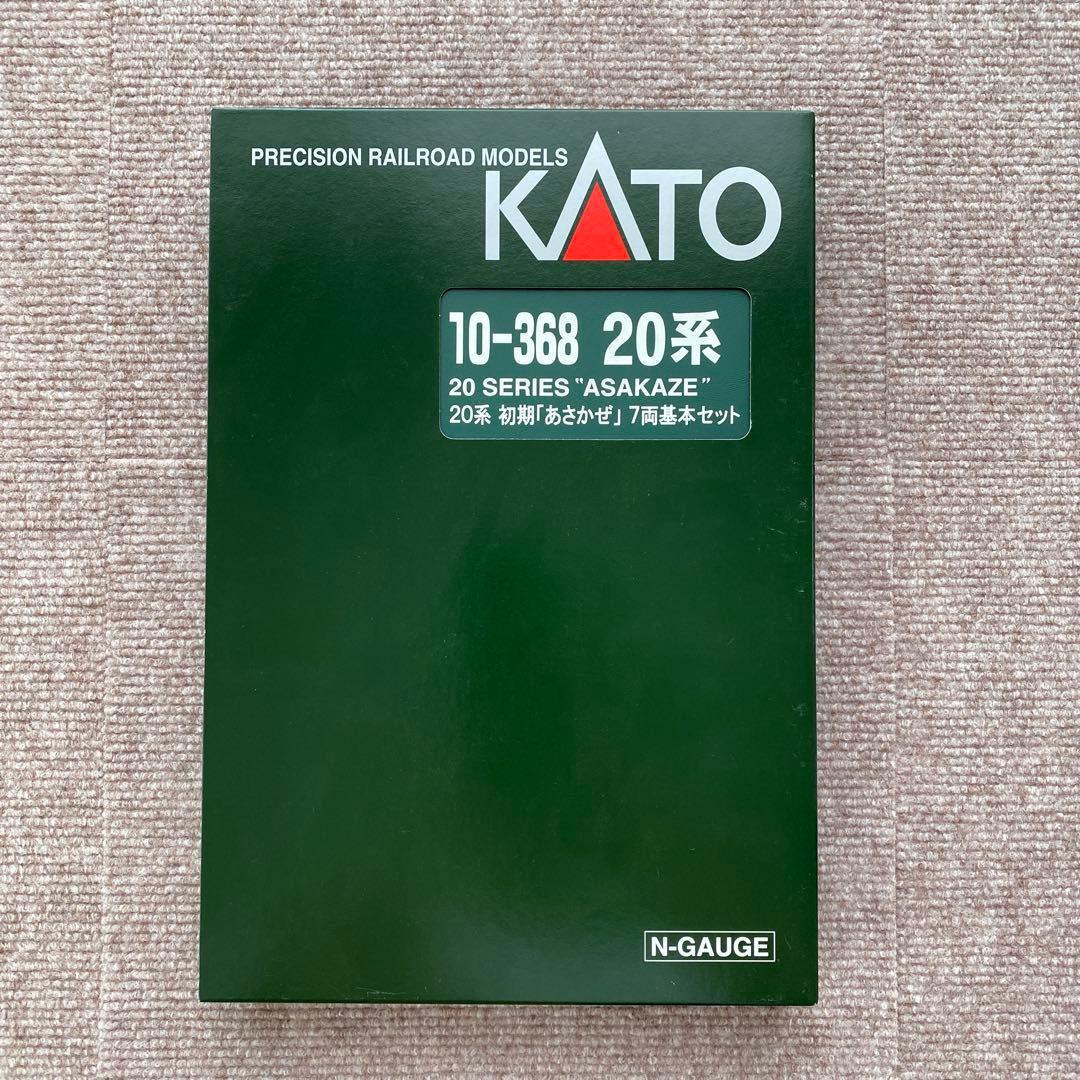 PRECISION RAILROAD MODELS
KATO
10-368 20系
20 SERIES "ASAKAZE"
20系 初期「あさかぜ」7両基本セット
N-GAUGE